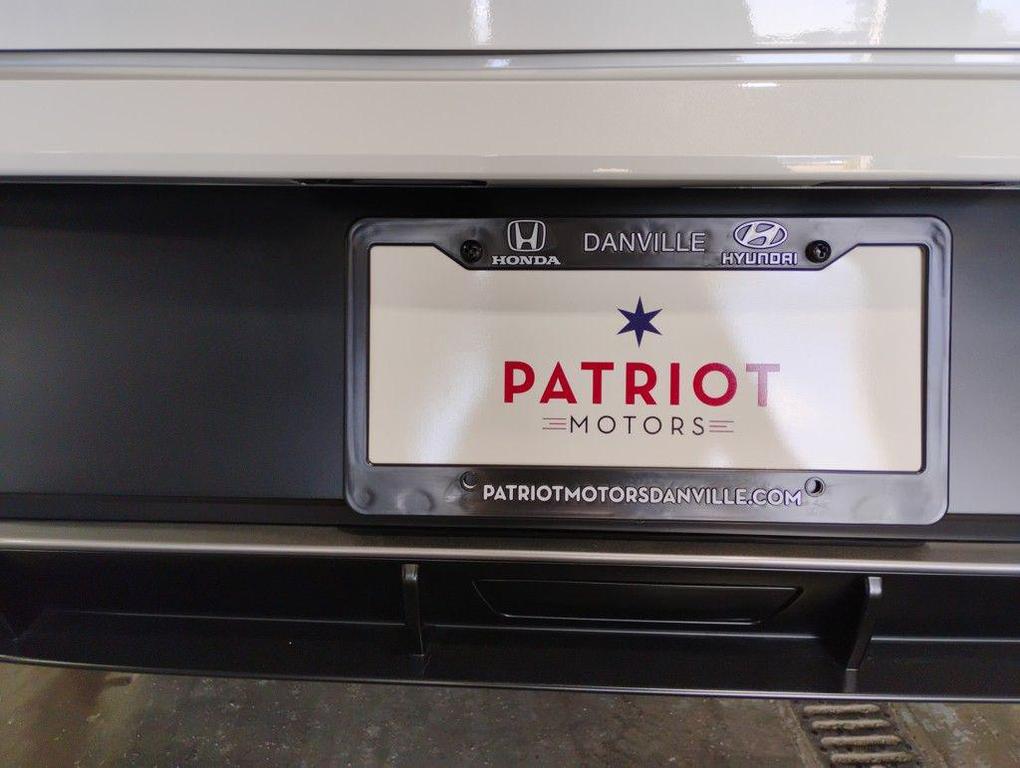 HONDA DANVILLE HYUNDAI
PATRIOT
MOTORS
PATRIOTMOTORSDANVILLE.COM